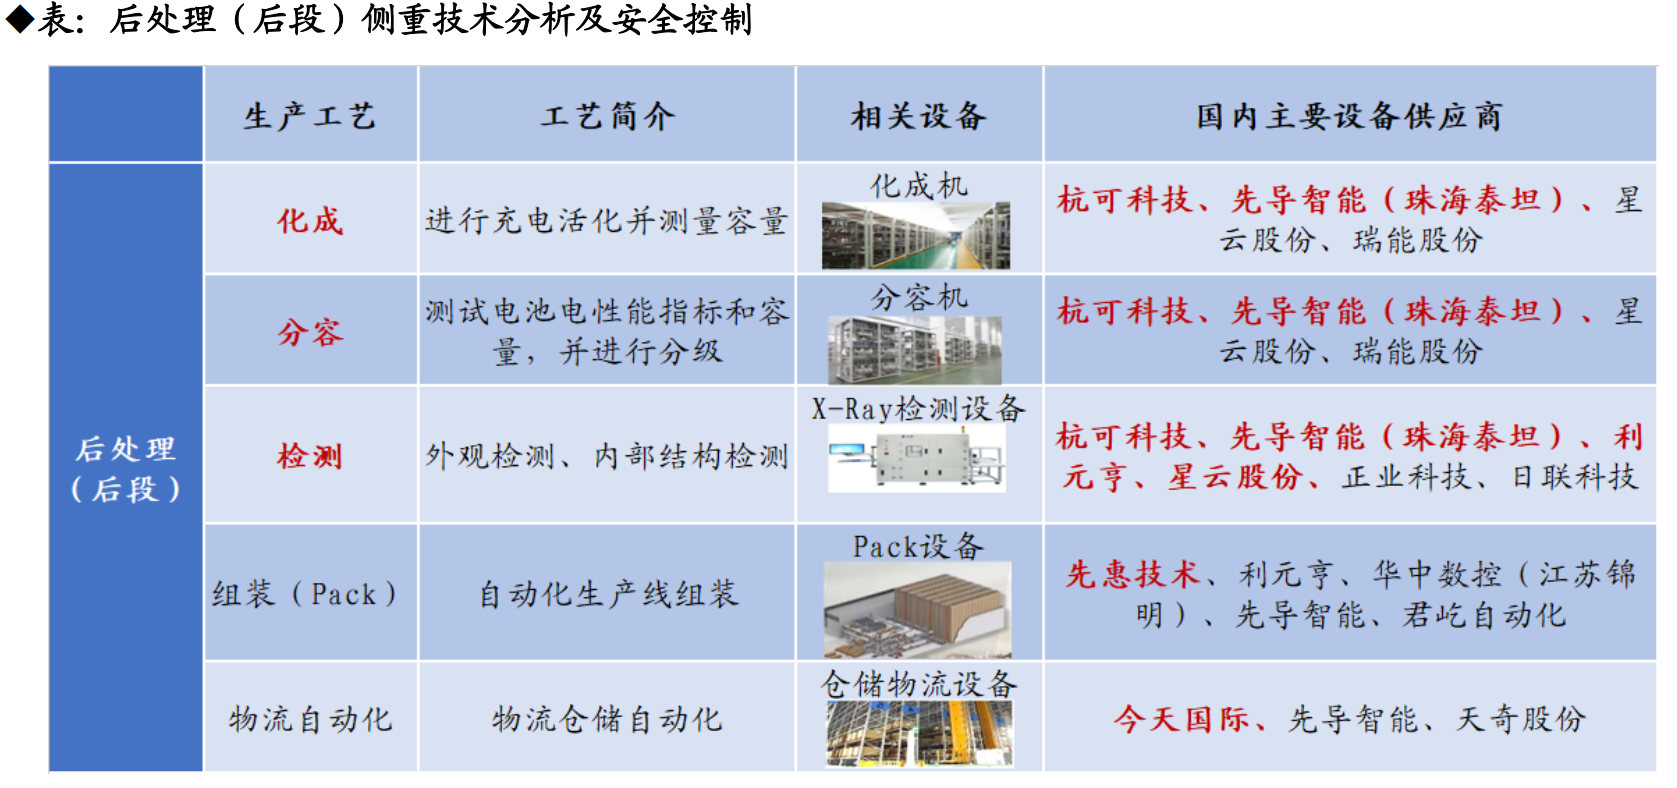 ◆表：后处理（后段）侧重技术分析及安全控制
生产工艺
工艺简介
相关设备
国内主要设备供应商
后处理
（后段）
化成
进行充电活化并测量容量
化成机
杭可科技、先导智能（珠海泰坦）、星
云股份、瑞能股份
分容
测试电池电性能指标和容
量，并进行分级
分容机
杭可科技、先导智能（珠海泰坦）、星
云股份、瑞能股份
检测
外观检测、内部结构检测
X-Ray检测设备
杭可科技、先导智能（珠海泰坦）、利
元亨、星云股份、正业科技、日联科技
组装（Pack）
自动化生产线组装
Pack设备
先惠技术、利元亨、华中数控（江苏锦
明）、先导智能、君屹自动化
物流自动化
物流仓储自动化
仓储物流设备
今天国际、先导智能、天奇股份